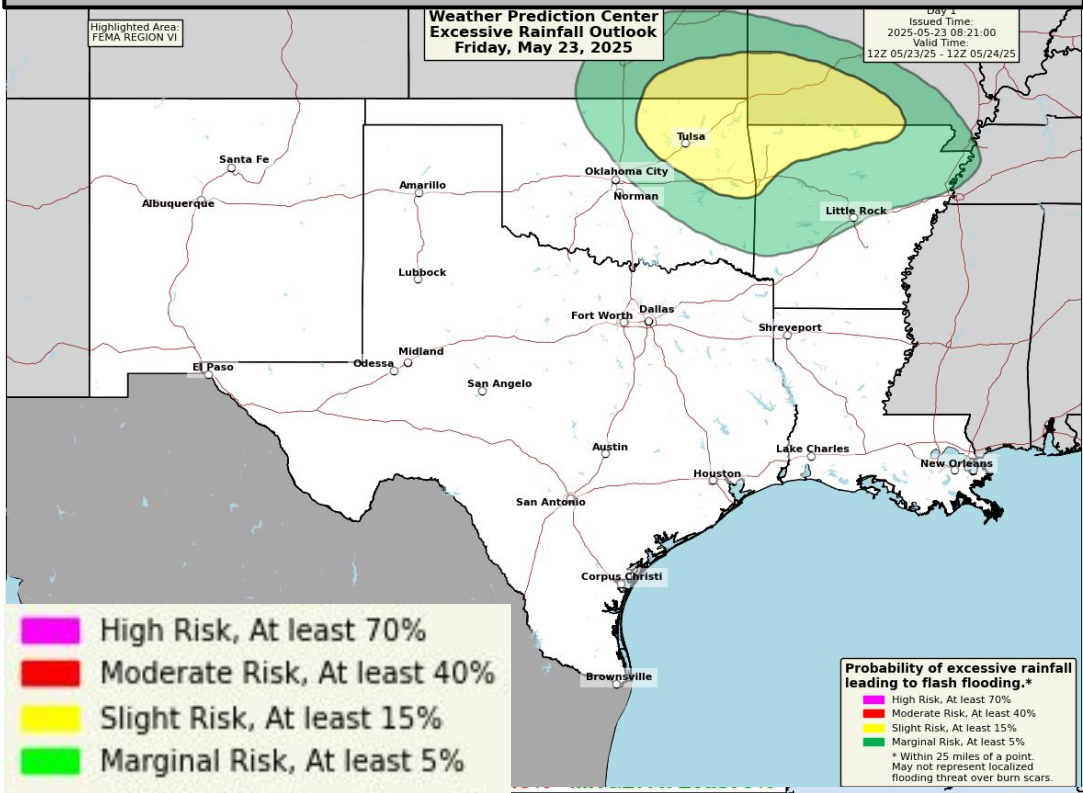 Weather Prediction Center
Excessive Rainfall Outlook
Friday, May 23, 2025
Highlighted Area:
FEMA REGION VI
Day 1
Issued Time:
2025-05-23 08:21:00
Valid Time:
12Z 05/23/25 - 12Z 05/24/25
Tulsa
Santa Fe
Oklahoma City
Amarillo
Norman
Albuquerque
Little Rock
Lubbock
Fort Worth
Dallas
Shreveport
Midland
Odessa
El Paso
San Angelo
Austin
Lake Charles
New Orleans
Houston
San Antonio
Corpus Christi
Brownsville
High Risk, At least 70%
Moderate Risk, At least 40%
Slight Risk, At least 15%
Marginal Risk, At least 5%
Probability of excessive rainfall
leading to flash flooding.*
High Risk, At least 70%
Moderate Risk, At least 40%
Slight Risk, At least 15%
Marginal Risk, At least 5%
* Within 25 miles of a point.
May not represent localized
flooding threat over burn scars.